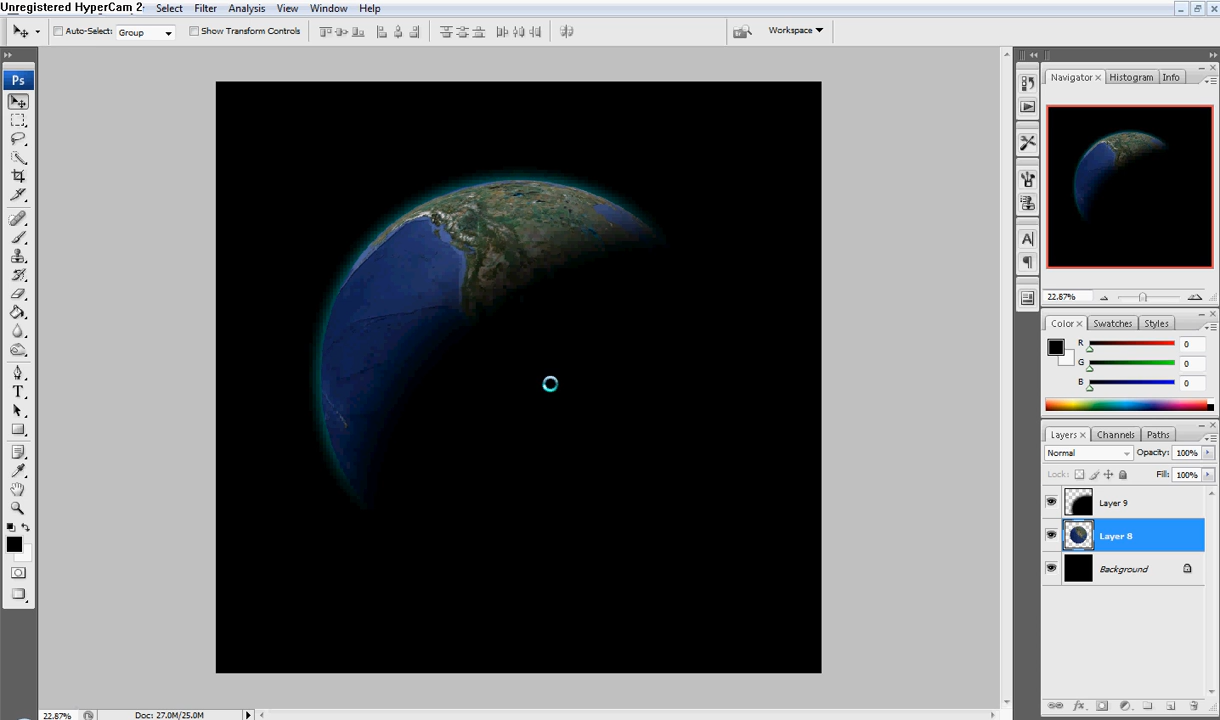 Unregistered HyperCam 2
Select Filter Analysis View Window Help
Auto-Select: Group Show Transform Controls Workspace
Ps
Navigator Histogram Info
22.87%
Color Swatches Styles
R 0
G 0
B 0
Layers Channels Paths
Normal Opacity: 100%
Lock: Fill: 100%
Layer 9
Layer 8
Background
22.87% Doc: 27.0M/25.0M